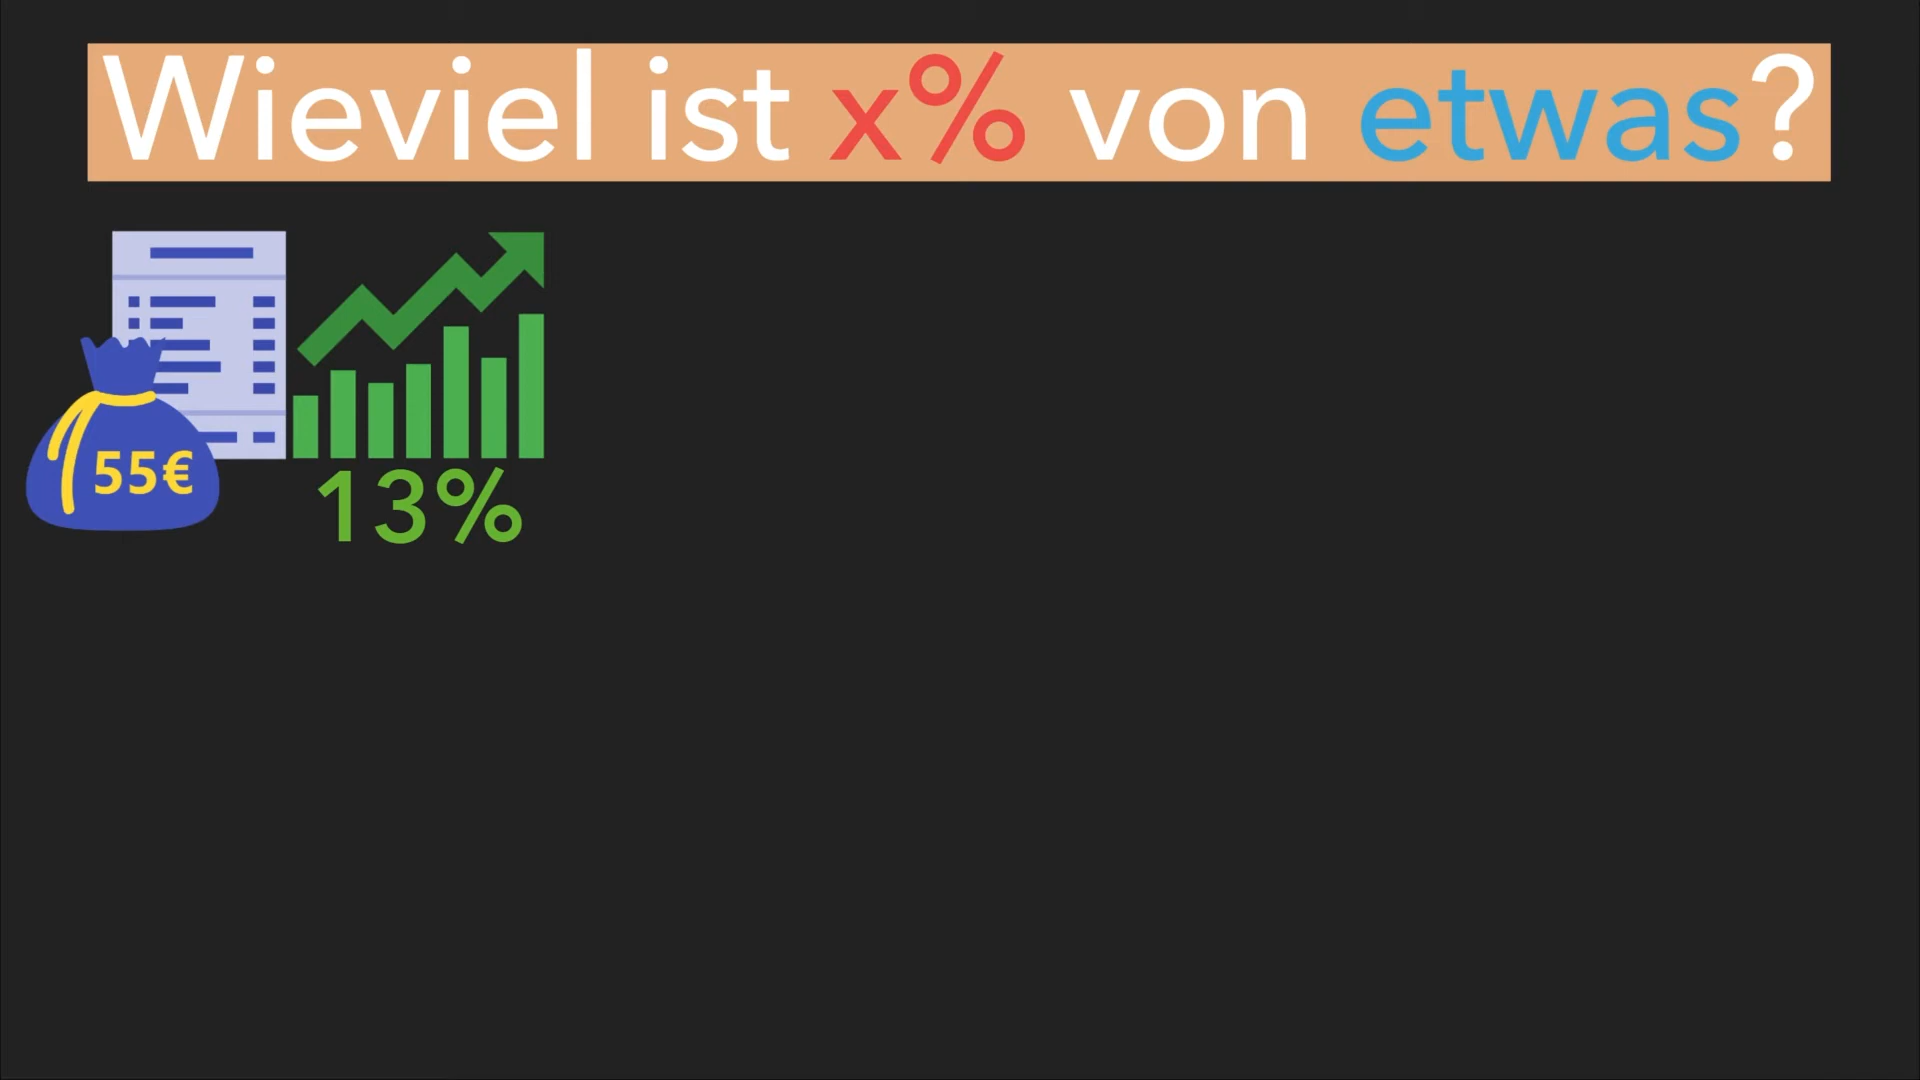 Wieviel ist x% von etwas?
55€
13%